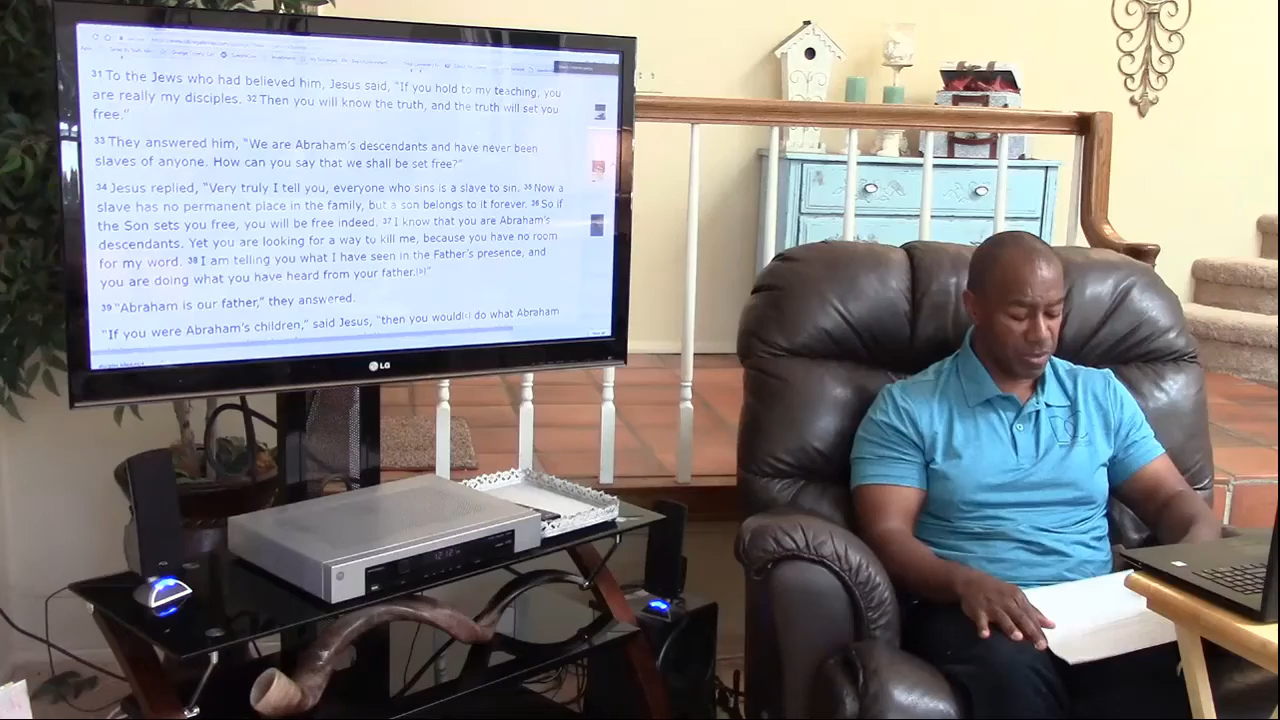 31 To the Jews who had believed him, Jesus said, "If you hold to my teaching, you
are really my disciples. 32 Then you will know the truth, and the truth will set you
free."
33 They answered him, "We are Abraham's descendants and have never been
slaves of anyone. How can you say that we shall be set free?"
34 Jesus replied, "Very truly I tell you, everyone who sins is a slave to sin. 35 Now a
slave has no permanent place in the family, but a son belongs to it forever. 36 So if
the Son sets you free, you will be free indeed. 37 I know that you are Abraham's
descendants. Yet you are looking for a way to kill me, because you have no room
for my word. 38 I am telling you what I have seen in the Father's presence, and
you are doing what you have heard from your father.[b]"
39 "Abraham is our father," they answered.
"If you were Abraham's children," said Jesus, "then you would[c] do what Abraham
LG
12:12